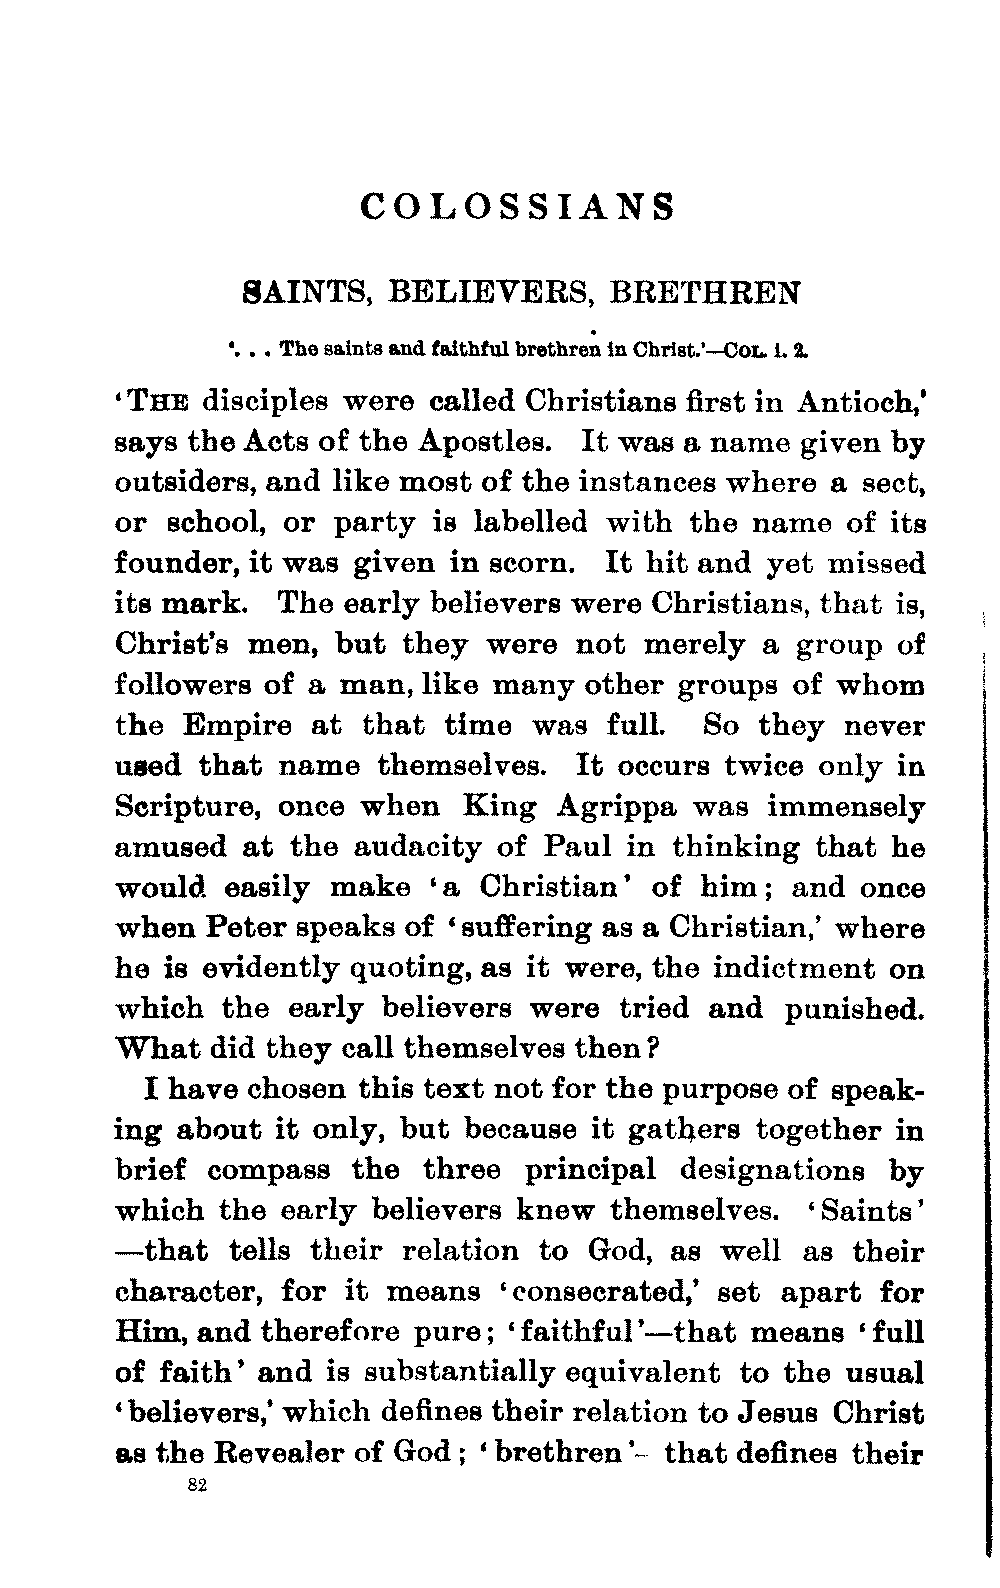 COLOSSIANS
SAINTS, BELIEVERS, BRETHREN
‘. . . The saints and faithful brethren in Christ.’—COL. i. 2.
‘THE disciples were called Christians first in Antioch,’
says the Acts of the Apostles. It was a name given by
outsiders, and like most of the instances where a sect,
or school, or party is labelled with the name of its
founder, it was given in scorn. It hit and yet missed
its mark. The early believers were Christians, that is,
Christ’s men, but they were not merely a group of
followers of a man, like many other groups of whom
the Empire at that time was full. So they never
used that name themselves. It occurs twice only in
Scripture, once when King Agrippa was immensely
amused at the audacity of Paul in thinking that he
would easily make ‘a Christian’ of him; and once
when Peter speaks of ‘suffering as a Christian,’ where
he is evidently quoting, as it were, the indictment on
which the early believers were tried and punished.
What did they call themselves then?
I have chosen this text not for the purpose of speak-
ing about it only, but because it gathers together in
brief compass the three principal designations by
which the early believers knew themselves. ‘Saints’
—that tells their relation to God, as well as their
character, for it means ‘consecrated,’ set apart for
Him, and therefore pure; ‘faithful’—that means ‘full
of faith’ and is substantially equivalent to the usual
‘believers,’ which defines their relation to Jesus Christ
as the Revealer of God; ‘brethren’- that defines their
82